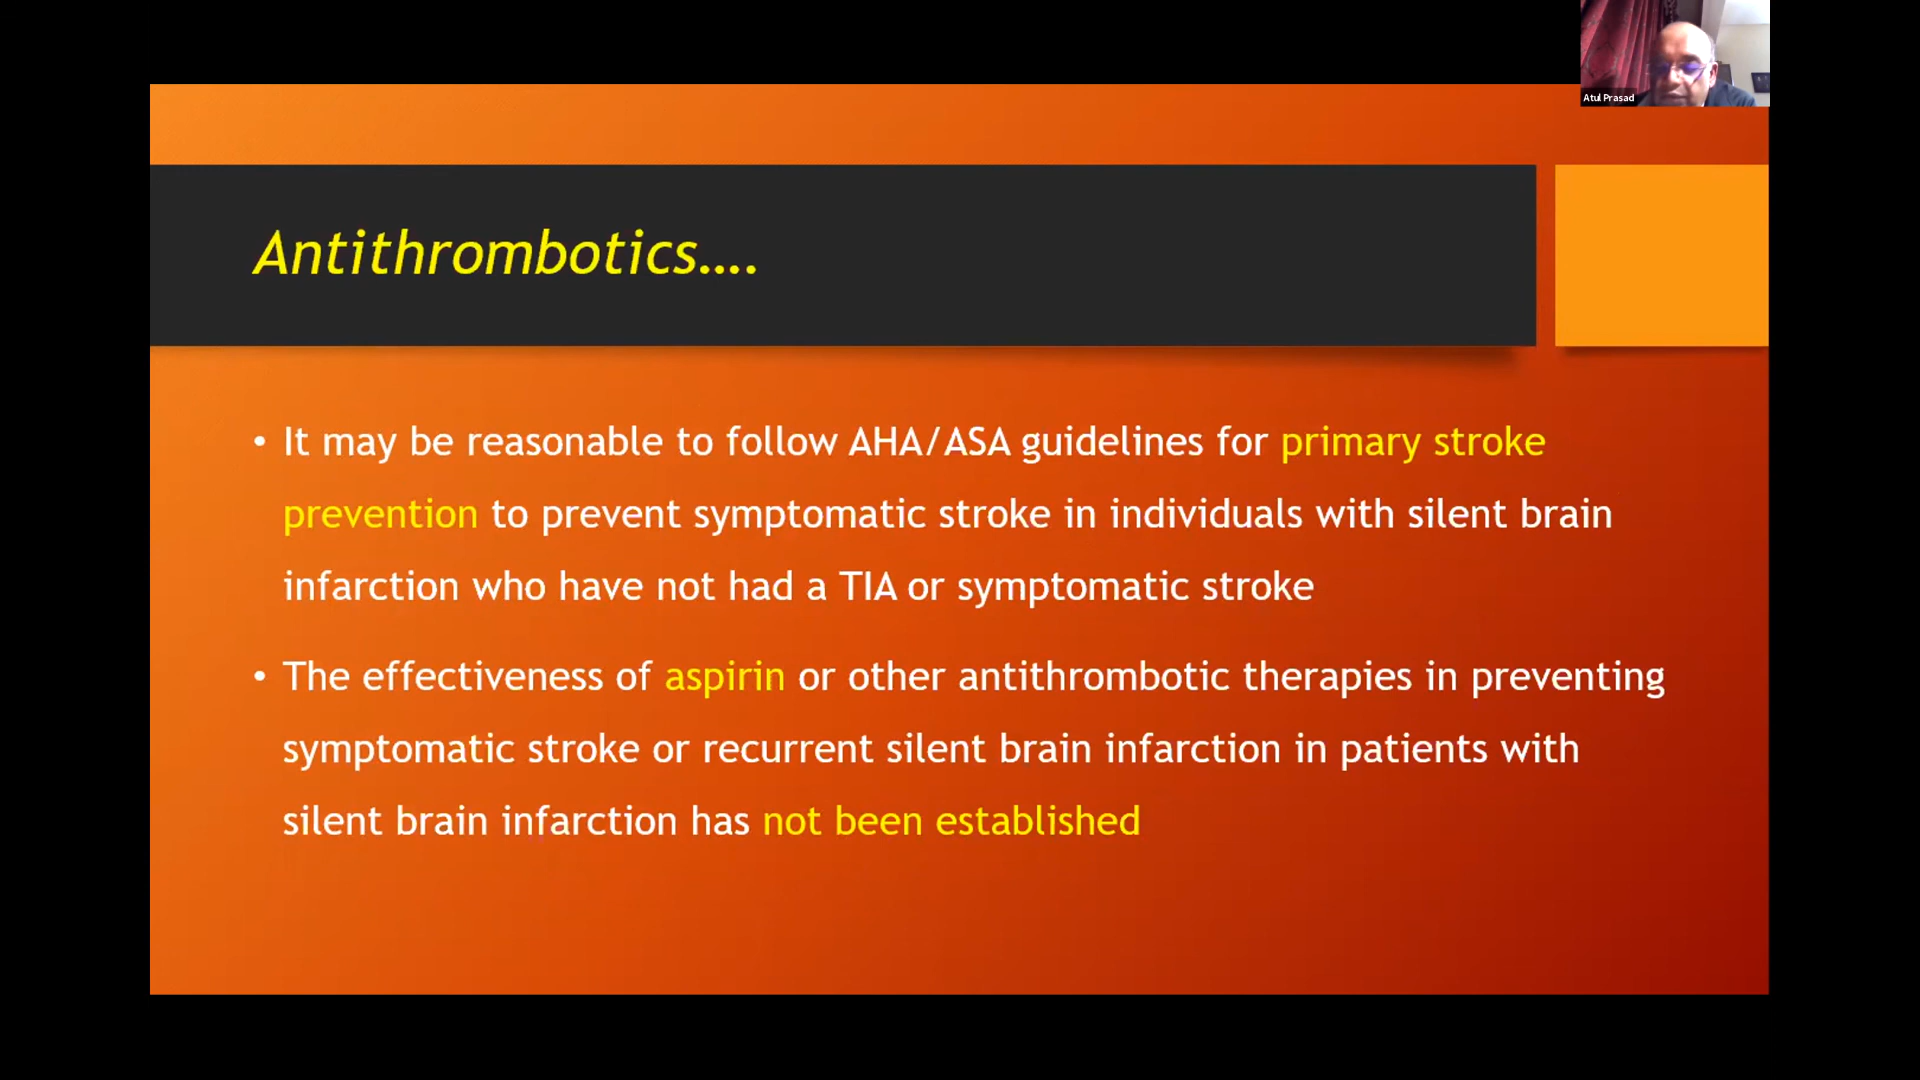 Atul Prasad
Antithrombotics....
• It may be reasonable to follow AHA/ASA guidelines for primary stroke
prevention to prevent symptomatic stroke in individuals with silent brain
infarction who have not had a TIA or symptomatic stroke
• The effectiveness of aspirin or other antithrombotic therapies in preventing
symptomatic stroke or recurrent silent brain infarction in patients with
silent brain infarction has not been established